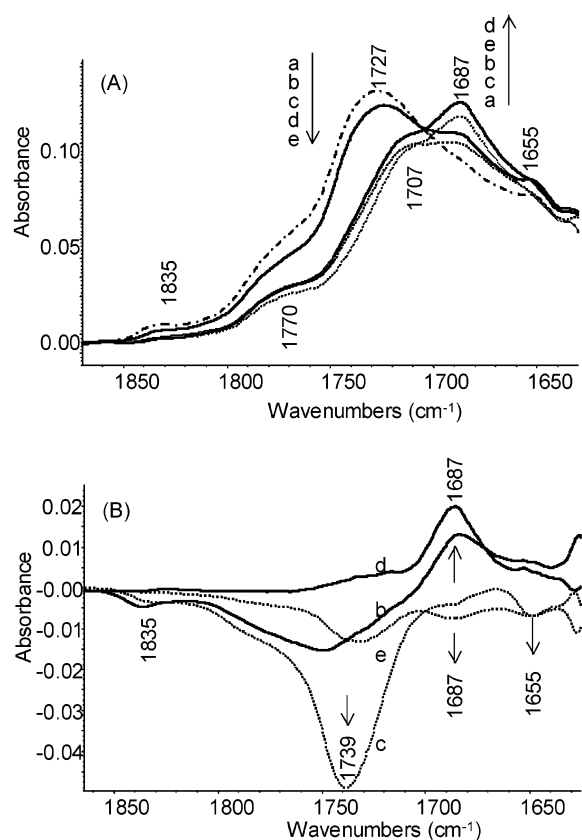 (A)
a
b
c
d
e
1727
1687
d
e
b
c
a
1655
1707
1835
1770
0.10
0.05
0.00
Absorbance
1850 1800 1750 1700 1650
Wavenumbers (cm-1)
(B)
1687
d
b
e
c
1835
1739
1687
1655
0.02
0.01
-0.00
-0.01
-0.02
-0.03
-0.04
Absorbance
1850 1800 1750 1700 1650
Wavenumbers (cm-1)